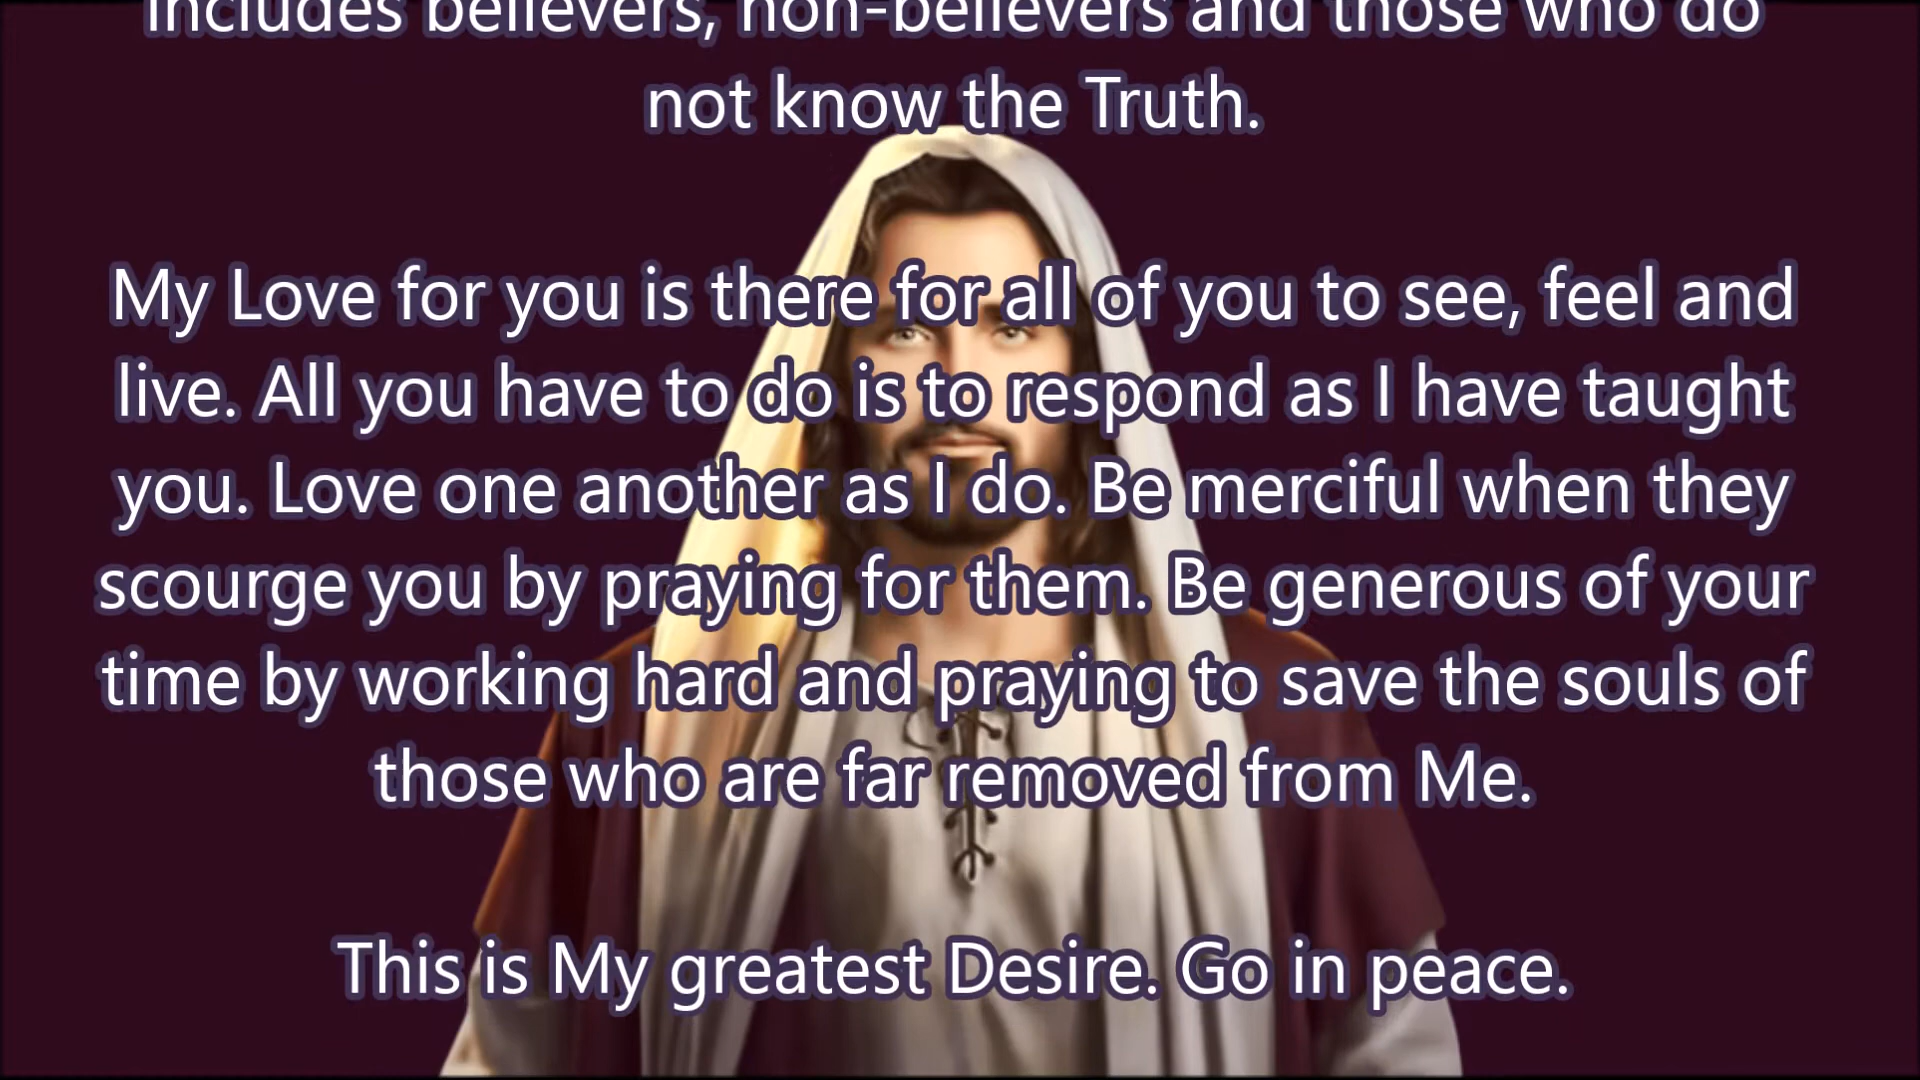 includes believers, non-believers and those who do
not know the Truth.
My Love for you is there for all of you to see, feel and
live. All you have to do is to respond as I have taught
you. Love one another as I do. Be merciful when they
scourge you by praying for them. Be generous of your
time by working hard and praying to save the souls of
those who are far removed from Me.
This is My greatest Desire. Go in peace.